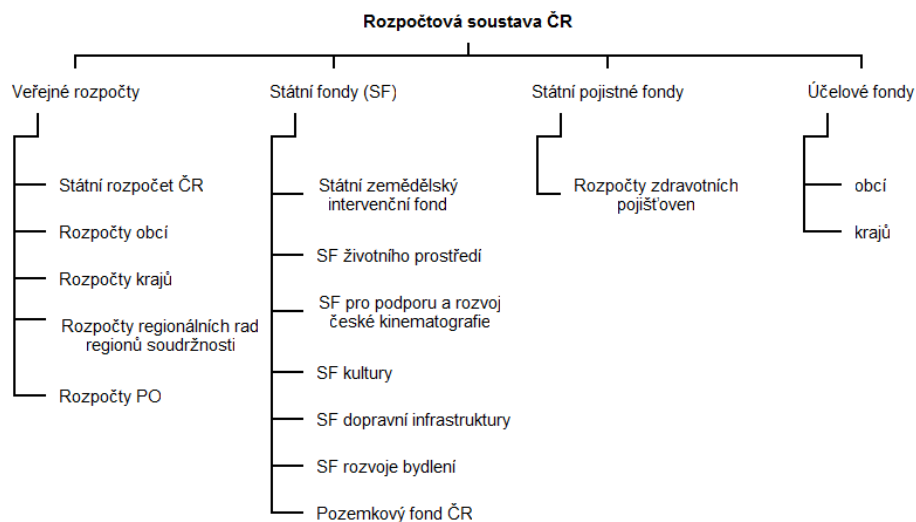 Rozpočtová soustava ČR
Veřejné rozpočty
Státní rozpočet ČR
Rozpočty obcí
Rozpočty krajů
Rozpočty regionálních rad
regionů soudržnosti
Rozpočty PO
Státní fondy (SF)
Státní zemědělský
intervenční fond
SF životního prostředí
SF pro podporu a rozvoj
české kinematografie
SF kultury
SF dopravní infrastruktury
SF rozvoje bydlení
Pozemkový fond ČR
Státní pojistné fondy
Rozpočty zdravotních
pojišťoven
Účelové fondy
obcí
krajů